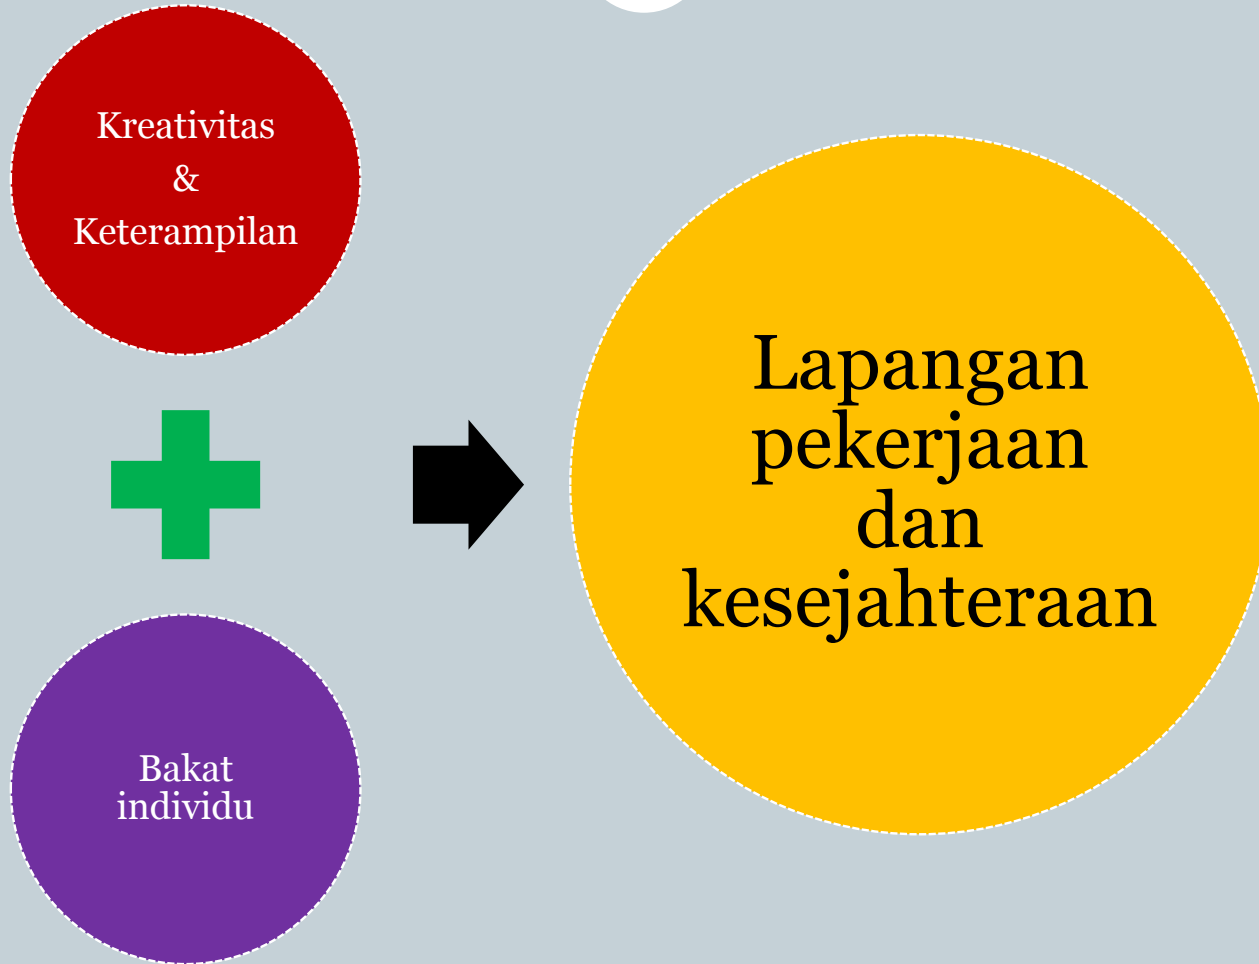 Kreativitas
&
Keterampilan
Bakat
individu
Lapangan
pekerjaan
dan
kesejahteraan